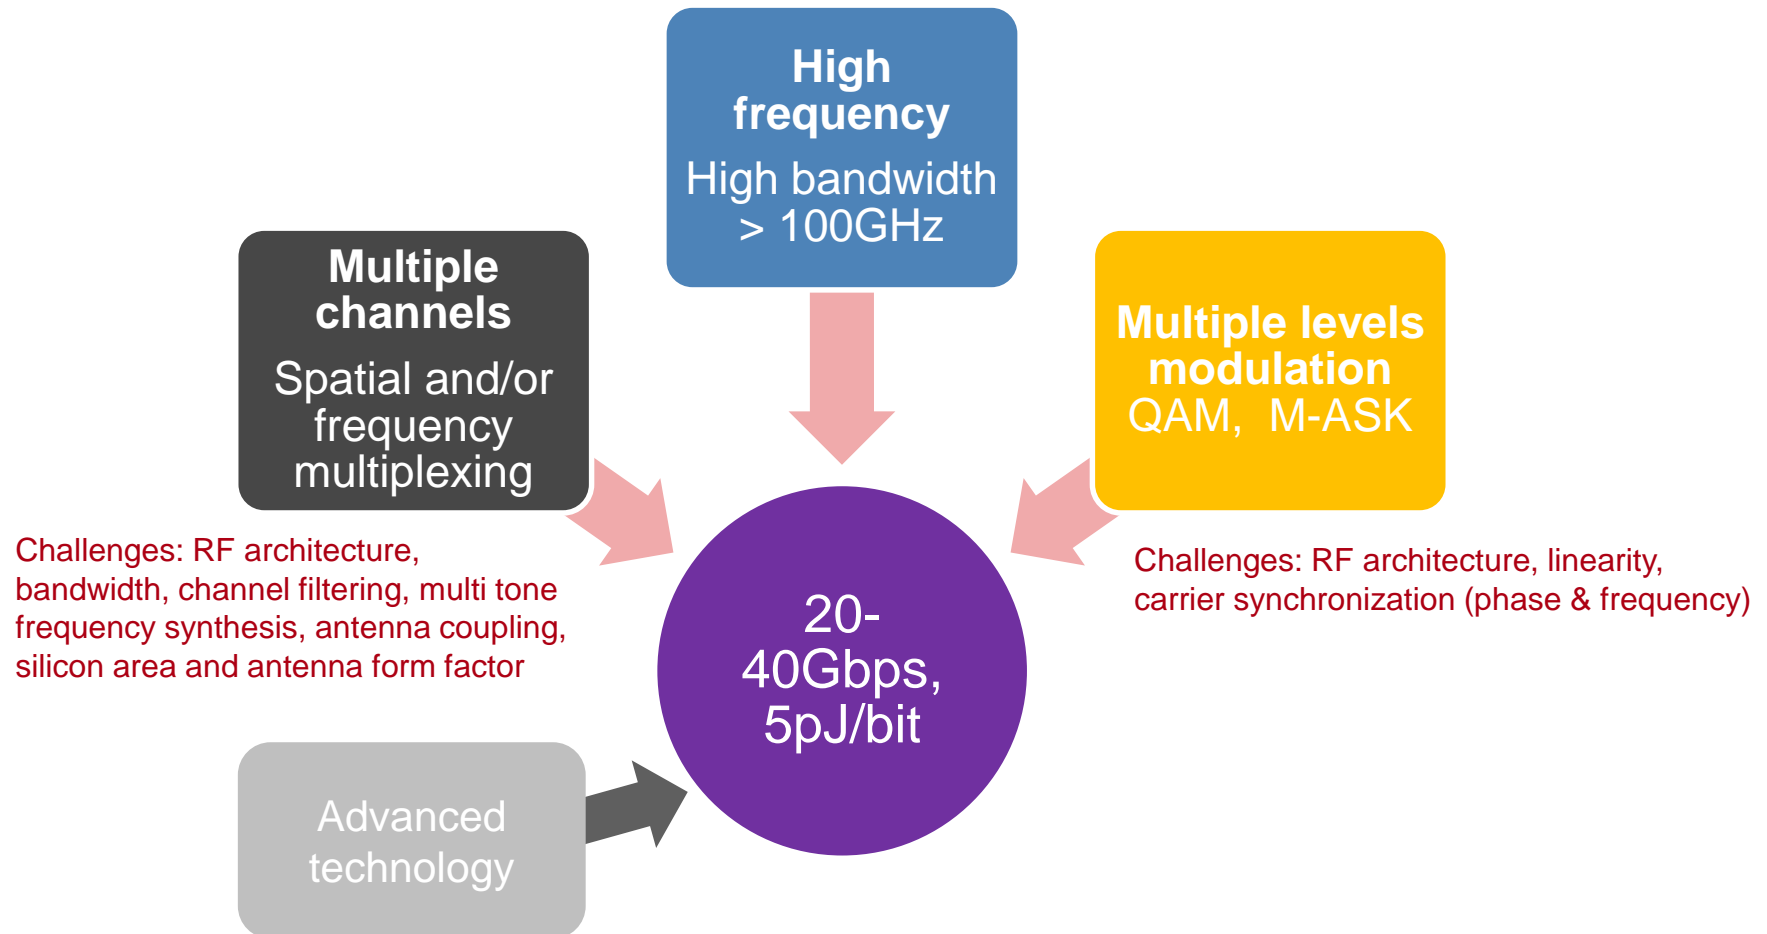 High
frequency
High bandwidth
> 100GHz
Multiple
channels
Spatial and/or
frequency
multiplexing
Multiple levels
modulation
QAM, M-ASK
Challenges: RF architecture,
bandwidth, channel filtering, multi tone
frequency synthesis, antenna coupling,
silicon area and antenna form factor
Challenges: RF architecture, linearity,
carrier synchronization (phase & frequency)
20-
40Gbps,
5pJ/bit
Advanced
technology